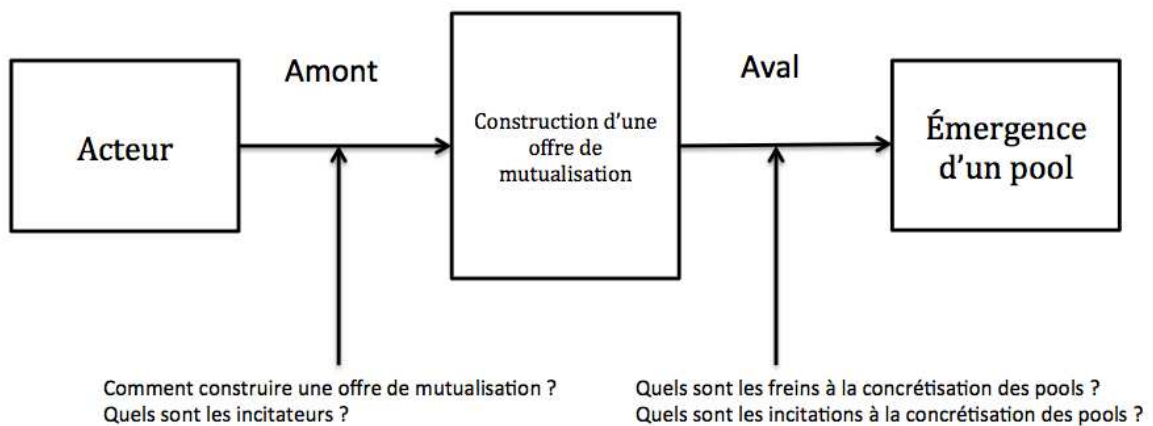 Acteur
Amont
Construction d'une
offre de
mutualisation
Aval
Émergence
d'un pool
Comment construire une offre de mutualisation ?
Quels sont les incitateurs ?
Quels sont les freins à la concrétisation des pools ?
Quels sont les incitations à la concrétisation des pools ?